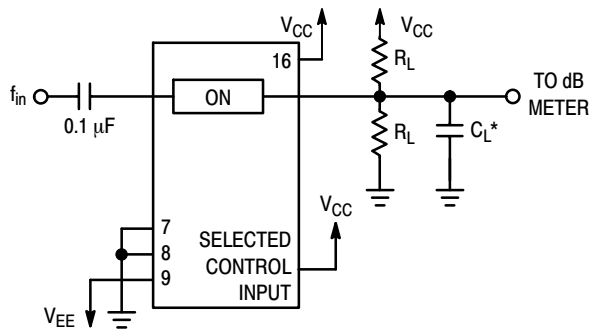 V_CC
V_CC
16
R_L
f_in
ON
TO dB
METER
0.1 μF
R_L
C_L*
V_CC
7
8
SELECTED
CONTROL
INPUT
9
V_EE